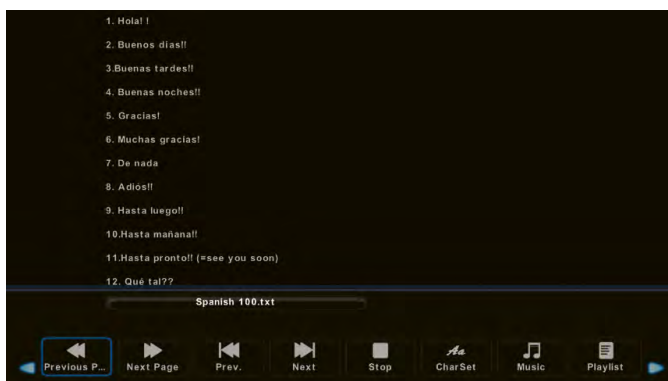 1. Hola! !
2. Buenos dias!!
3.Buenas tardes!!
4. Buenas noches!!
5. Gracias!
6. Muchas gracias!
7. De nada
8. Adiós!!
9. Hasta luego!!
10.Hasta mañana!!
11.Hasta pronto!! (=see you soon)
12. Qué tal??
Spanish 100.txt
Previous P... Next Page Prev. Next Stop Aa CharSet Music Playlist